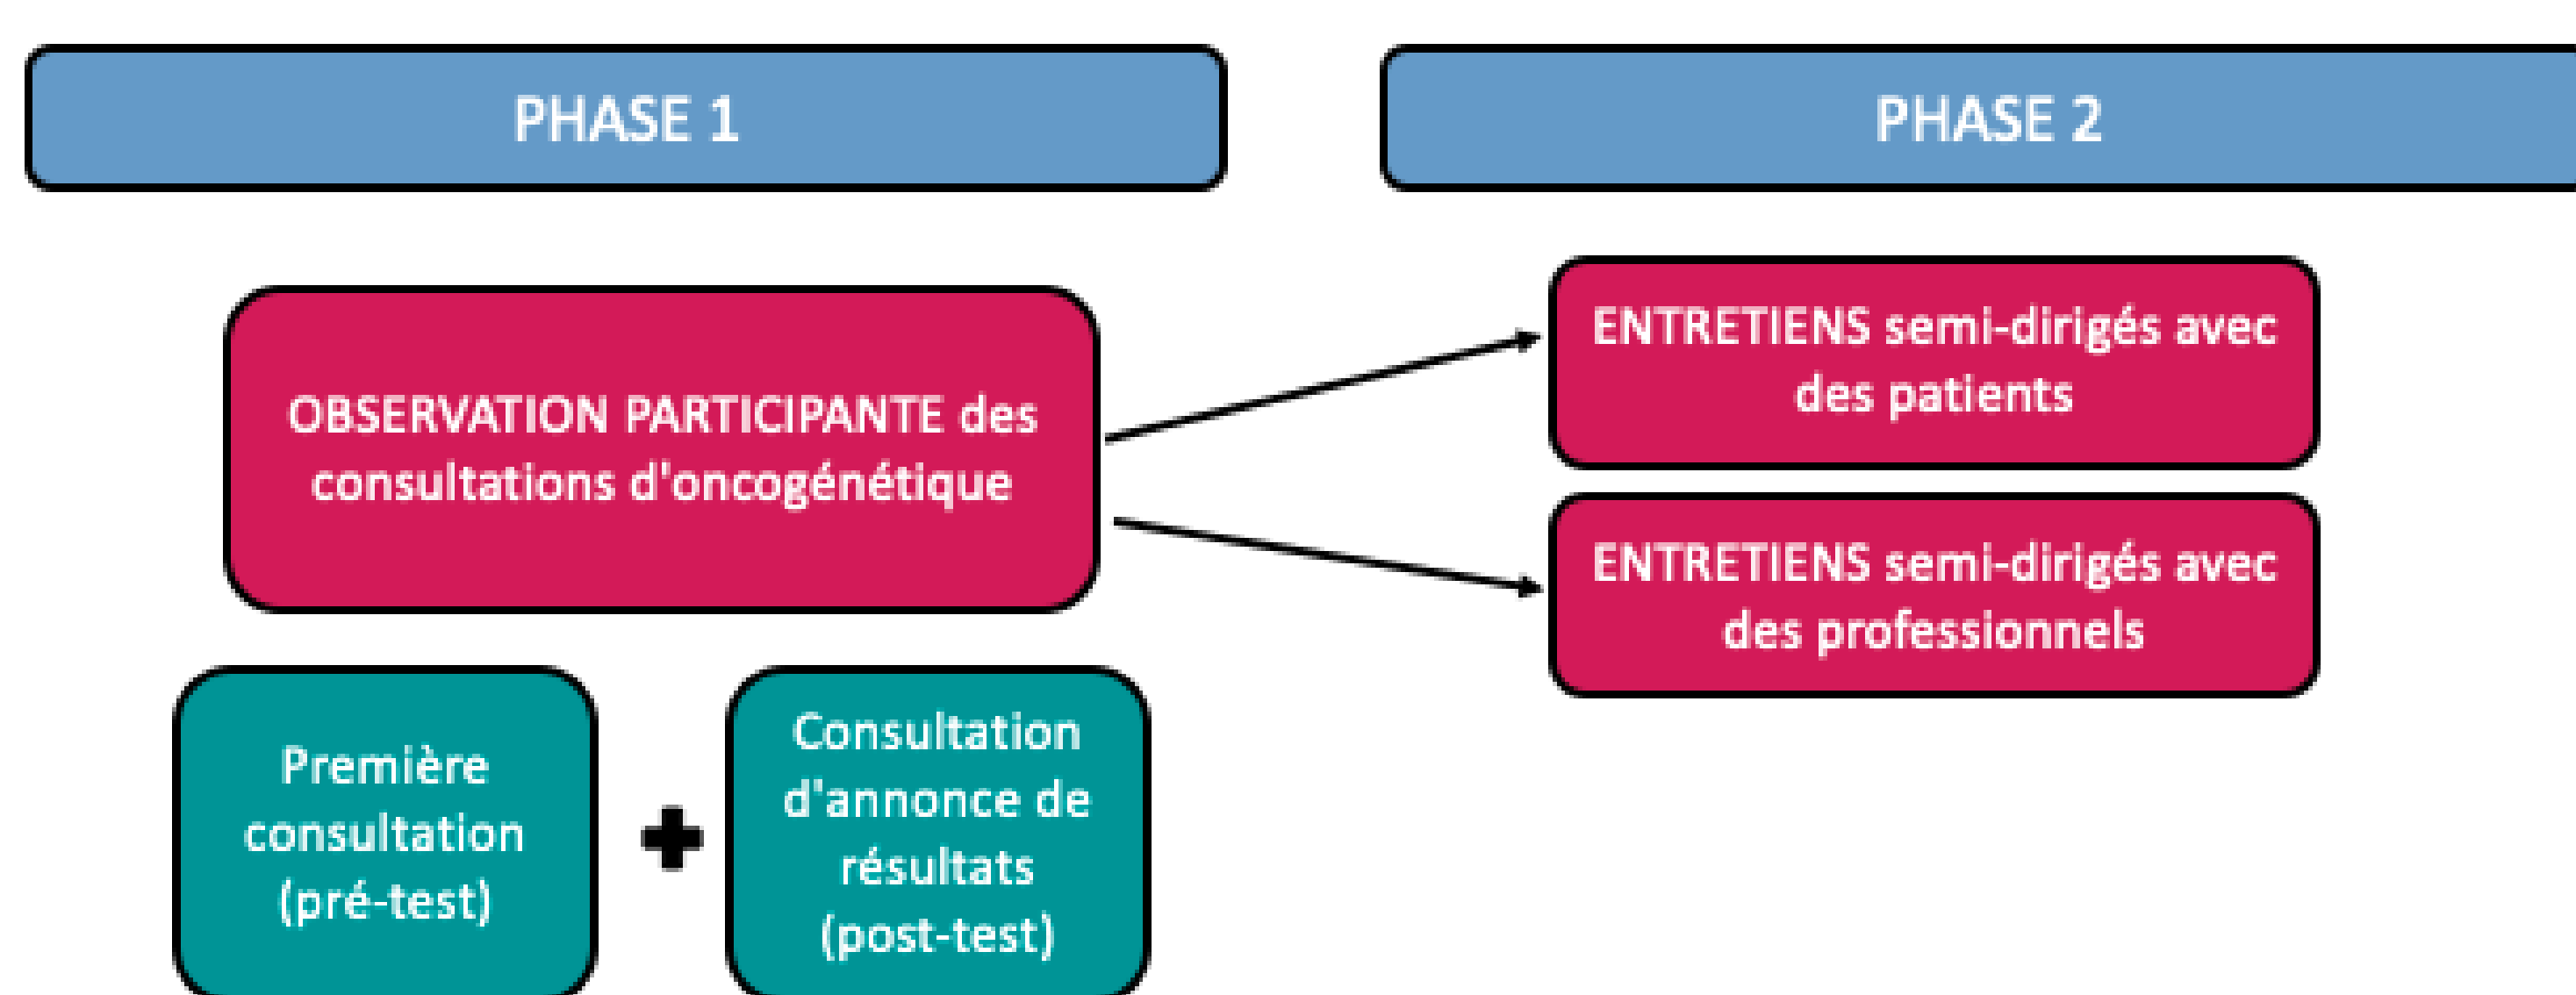 PHASE 1
PHASE 2
OBSERVATION PARTICIPANTE des
consultations d'oncogénétique
ENTRETIENS semi-dirigés avec
des patients
ENTRETIENS semi-dirigés avec
des professionnels
Première
consultation
(pré-test)
Consultation
d'annonce de
résultats
(post-test)